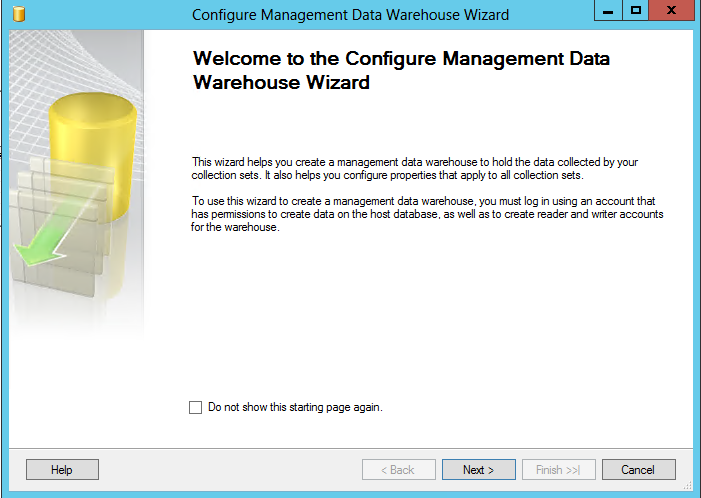 Configure Management Data Warehouse Wizard
Welcome to the Configure Management Data
Warehouse Wizard
This wizard helps you create a management data warehouse to hold the data collected by your
collection sets. It also helps you configure properties that apply to all collection sets.
To use this wizard to create a management data warehouse, you must log in using an account that
has permissions to create data on the host database, as well as to create reader and writer accounts
for the warehouse.
Do not show this starting page again.
Help
< Back
Next >
Finish >>|
Cancel